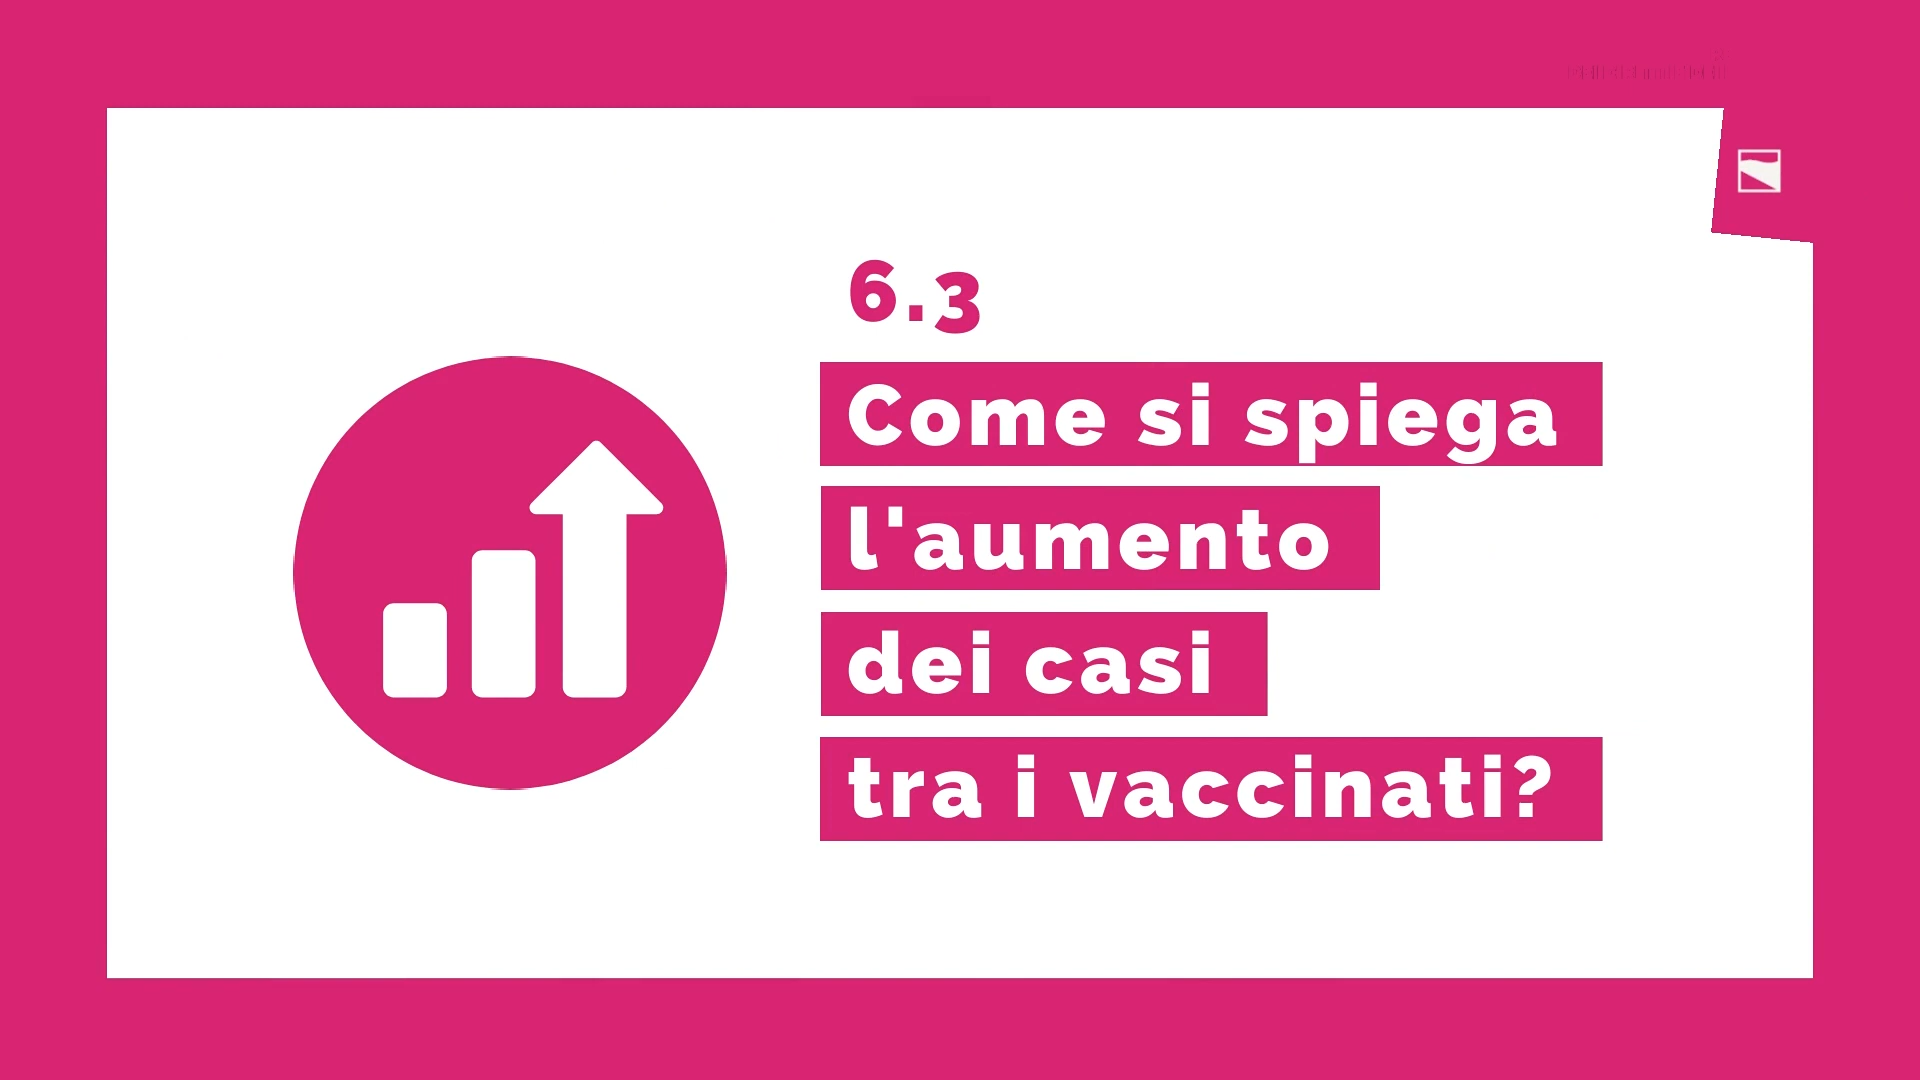 6.3
Come si spiega
l'aumento
dei casi
tra i vaccinati?